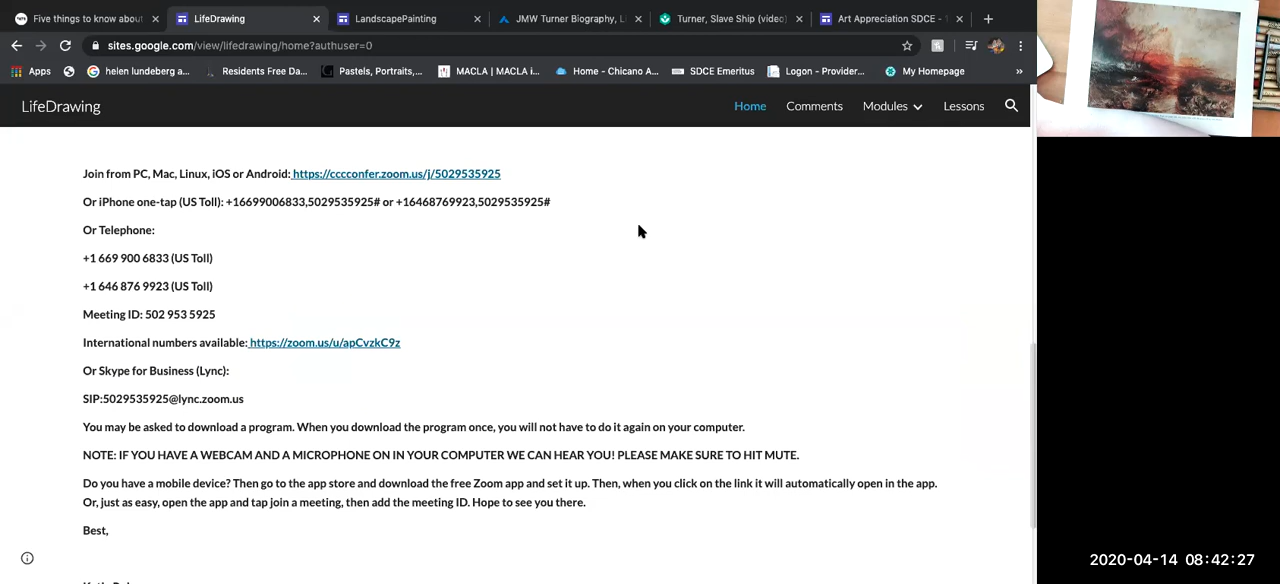 Five things to know about
LifeDrawing
LandscapePainting
JMW Turner Biography, L
Turner, Slave Ship (video)
Art Appreciation SDCE -
sites.google.com/view/lifedrawing/home?authuser=0
Apps
helen lundeberg a...
Residents Free Da...
Pastels, Portraits,...
MACLA | MACLA i...
Home - Chicano A...
SDCE Emeritus
Logon - Provider...
My Homepage
»
LifeDrawing
Home
Comments
Modules
Lessons
Join from PC, Mac, Linux, iOS or Android: https://cccconfer.zoom.us/j/5029535925
Or iPhone one-tap (US Toll): +16699006833,5029535925# or +16468769923,5029535925#
Or Telephone:
+1 669 900 6833 (US Toll)
+1 646 876 9923 (US Toll)
Meeting ID: 502 953 5925
International numbers available: https://zoom.us/u/apCvzkC9z
Or Skype for Business (Lync):
SIP:5029535925@lync.zoom.us
You may be asked to download a program. When you download the program once, you will not have to do it again on your computer.
NOTE: IF YOU HAVE A WEBCAM AND A MICROPHONE ON IN YOUR COMPUTER WE CAN HEAR YOU! PLEASE MAKE SURE TO HIT MUTE.
Do you have a mobile device? Then go to the app store and download the free Zoom app and set it up. Then, when you click on the link it will automatically open in the app.
Or, just as easy, open the app and tap join a meeting, then add the meeting ID. Hope to see you there.
Best,
2020-04-14 08:42:27